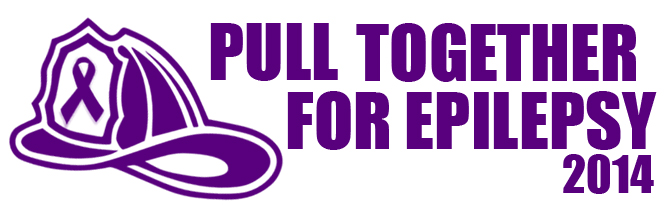 PULL TOGETHER
FOR EPILEPSY
2014